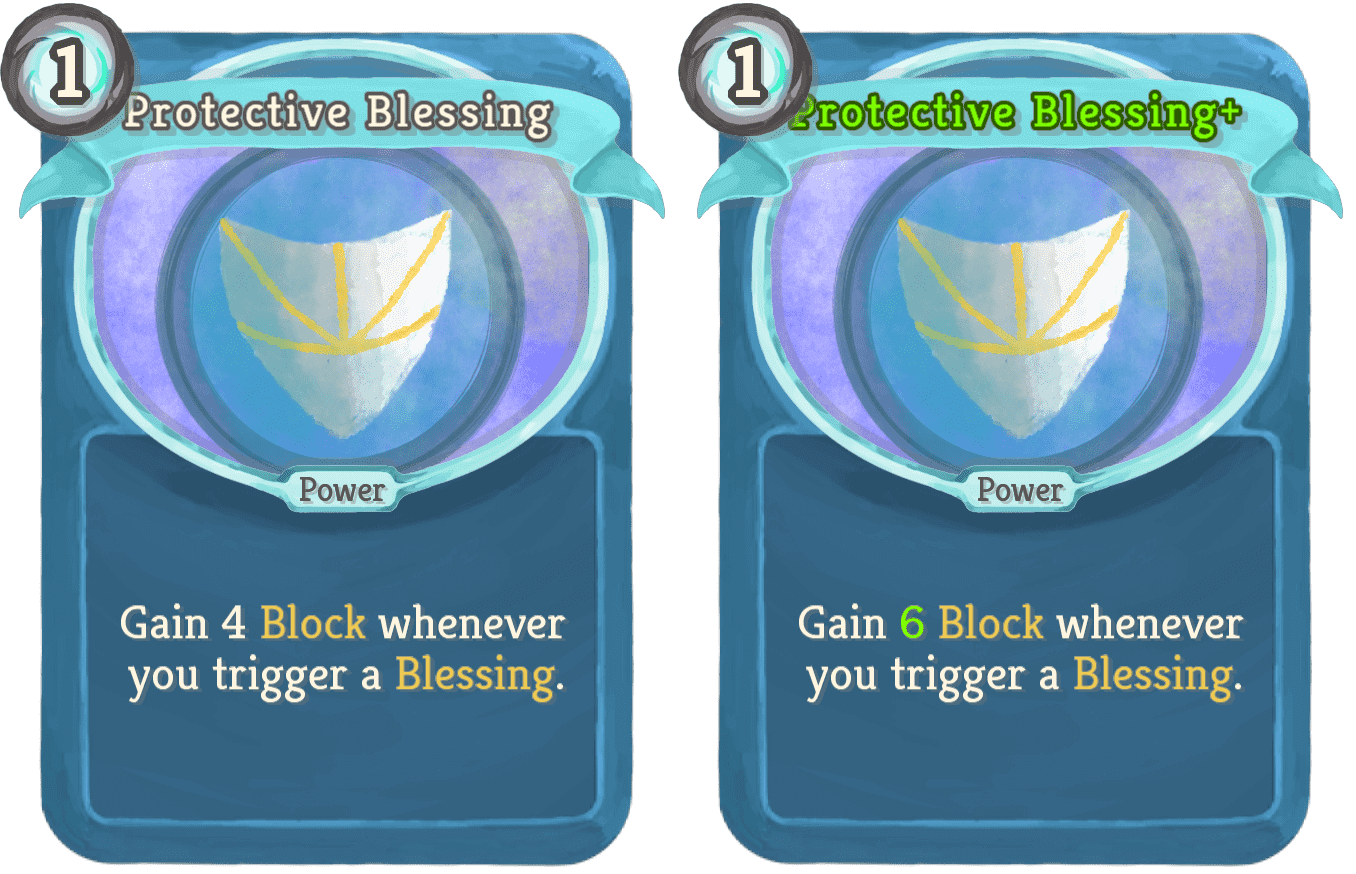 1
Protective Blessing
Power
Gain 4 Block whenever
you trigger a Blessing.
1
Protective Blessing+
Power
Gain 6 Block whenever
you trigger a Blessing.